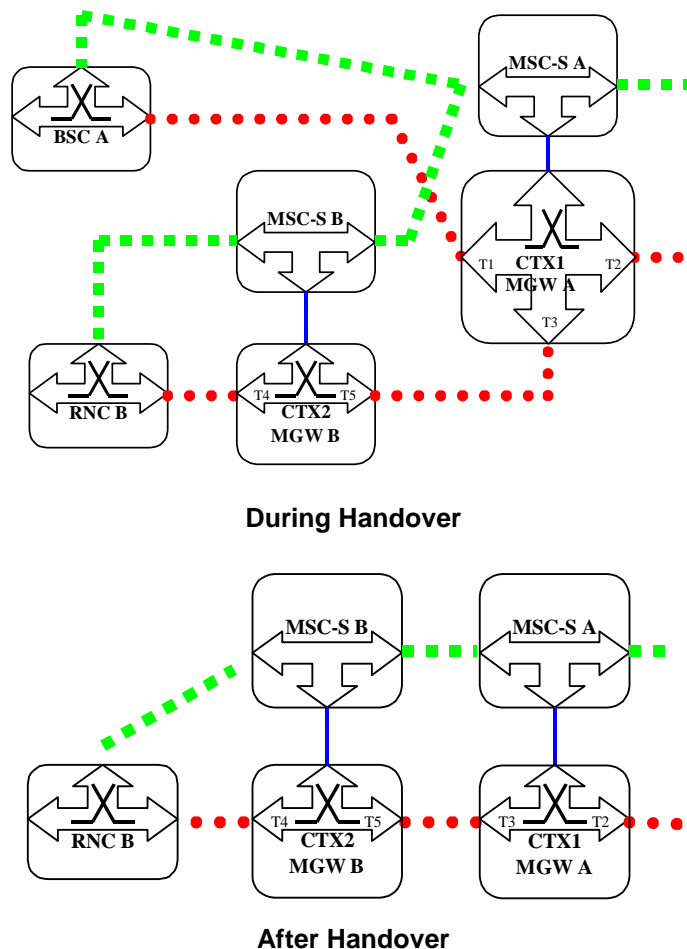 MSC-S A
BSC A
MSC-S B
T1 CTX1 T2
MGW A
T3
RNC B
T4 CTX2 T5
MGW B
During Handover
MSC-S B
MSC-S A
RNC B
T4 CTX2 T5
MGW B
T3 CTX1 T2
MGW A
After Handover